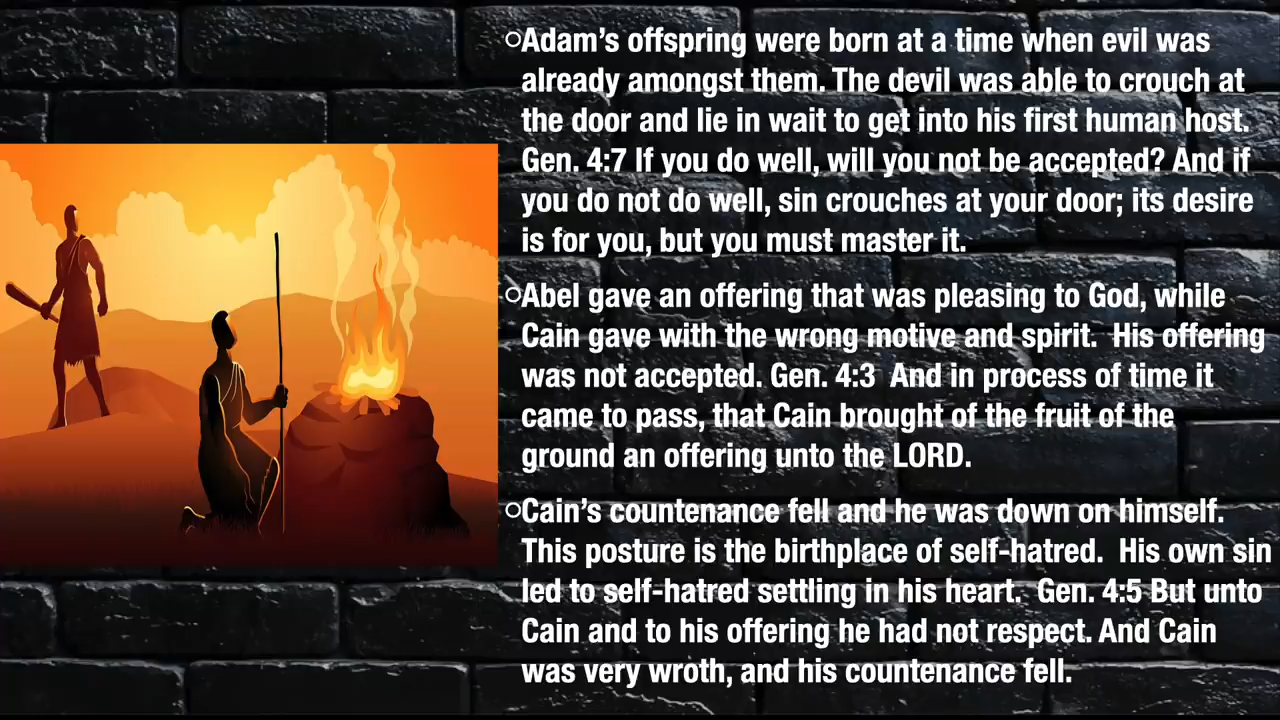 ○Adam’s offspring were born at a time when evil was
already amongst them. The devil was able to crouch at
the door and lie in wait to get into his first human host.
Gen. 4:7 If you do well, will you not be accepted? And if
you do not do well, sin crouches at your door; its desire
is for you, but you must master it.
○Abel gave an offering that was pleasing to God, while
Cain gave with the wrong motive and spirit.  His offering
was not accepted. Gen. 4:3  And in process of time it
came to pass, that Cain brought of the fruit of the
ground an offering unto the LORD.
○Cain’s countenance fell and he was down on himself.
This posture is the birthplace of self-hatred.  His own sin
led to self-hatred settling in his heart.  Gen. 4:5 But unto
Cain and to his offering he had not respect. And Cain
was very wroth, and his countenance fell.